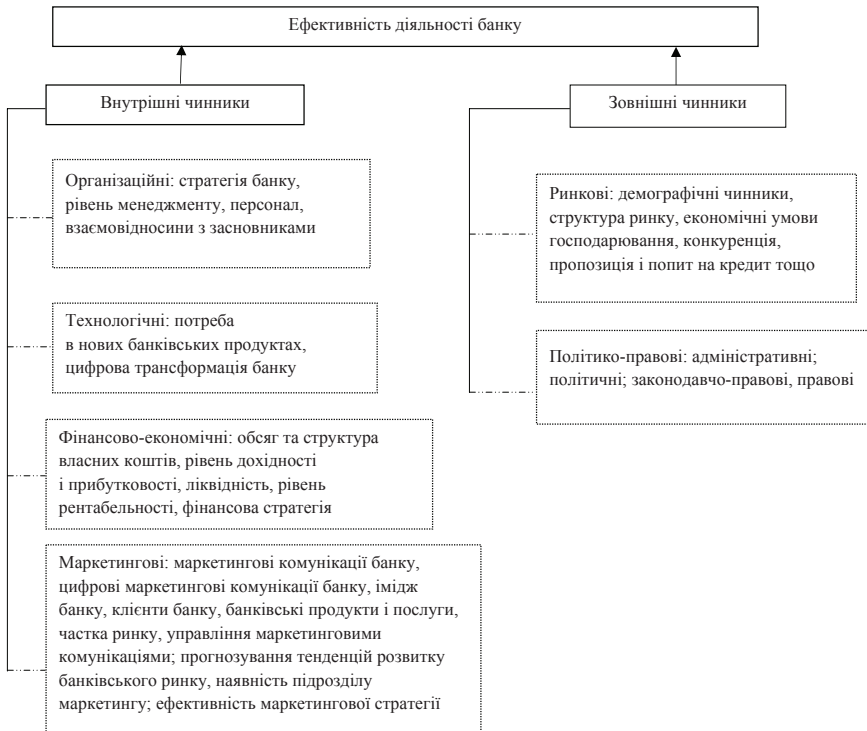 Ефективність діяльності банку
Внутрішні чинники
Організаційні: стратегія банку,
рівень менеджменту, персонал,
взаємовідносини з засновниками
Технологічні: потреба
в нових банківських продуктах,
цифрова трансформація банку
Фінансово-економічні: обсяг та структура
власних коштів, рівень дохідності
і прибутковості, ліквідність, рівень
рентабельності, фінансова стратегія
Маркетингові: маркетингові комунікації банку,
цифрові маркетингові комунікації банку, імідж
банку, клієнти банку, банківські продукти і послуги,
частка ринку, управління маркетинговими
комунікаціями; прогнозування тенденцій розвитку
банківського ринку, наявність підрозділу
маркетингу; ефективність маркетингової стратегії
Зовнішні чинники
Ринкові: демографічні чинники,
структура ринку, економічні умови
господарювання, конкуренція,
пропозиція і попит на кредит тощо
Політико-правові: адміністративні;
політичні; законодавчо-правові, правові